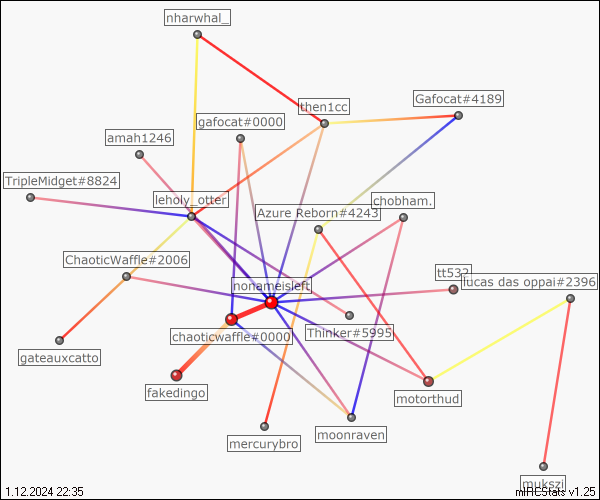 nharwhal_
Gafocat#4189
then1cc
gafocat#0000
amah1246
TripleMidget#8824
leholy_otter
chobham.
Azure Reborn#4243
ChaoticWaffle#2006
tt532
lucas das oppai#2396
nonameisleft
chaoticwaffle#0000
Thinker#5995
gateauxcatto
fakedingo
motorthud
moonraven
mercurybro
mukszi
1.12.2024 22:35
mIRCStats v1.25